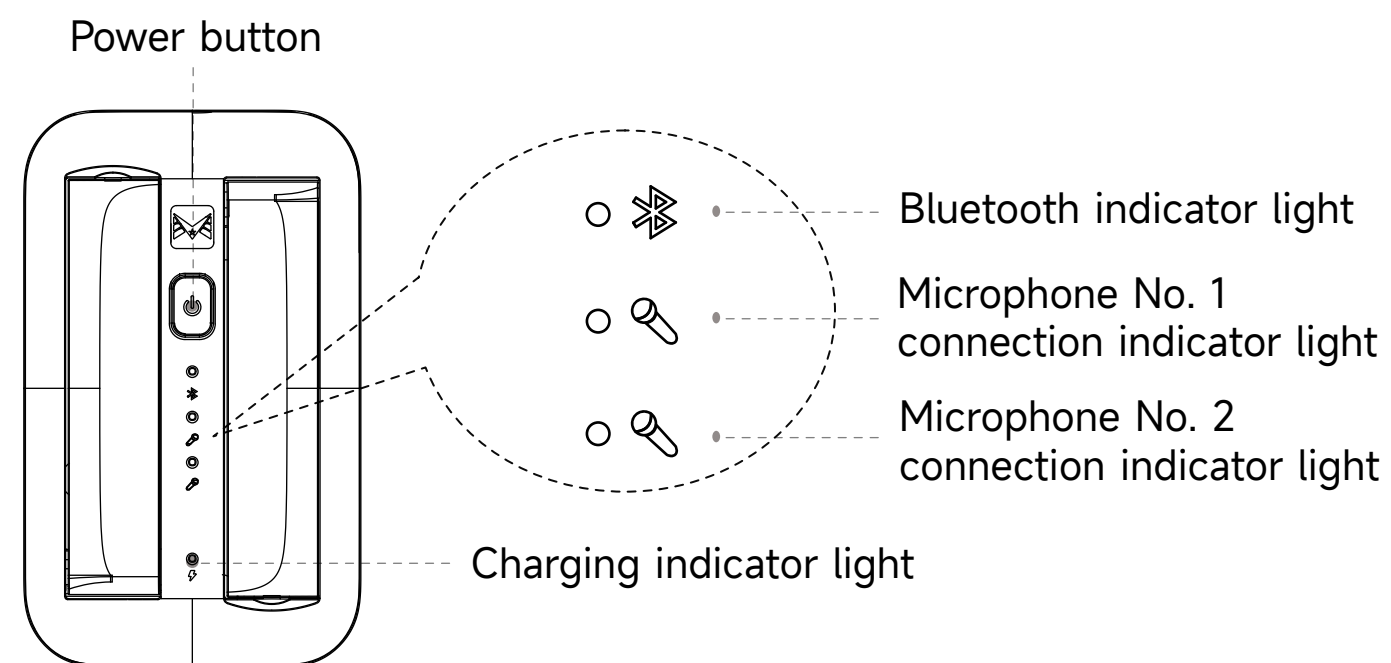 Power button
Bluetooth indicator light
Microphone No. 1
connection indicator light
Microphone No. 2
connection indicator light
Charging indicator light